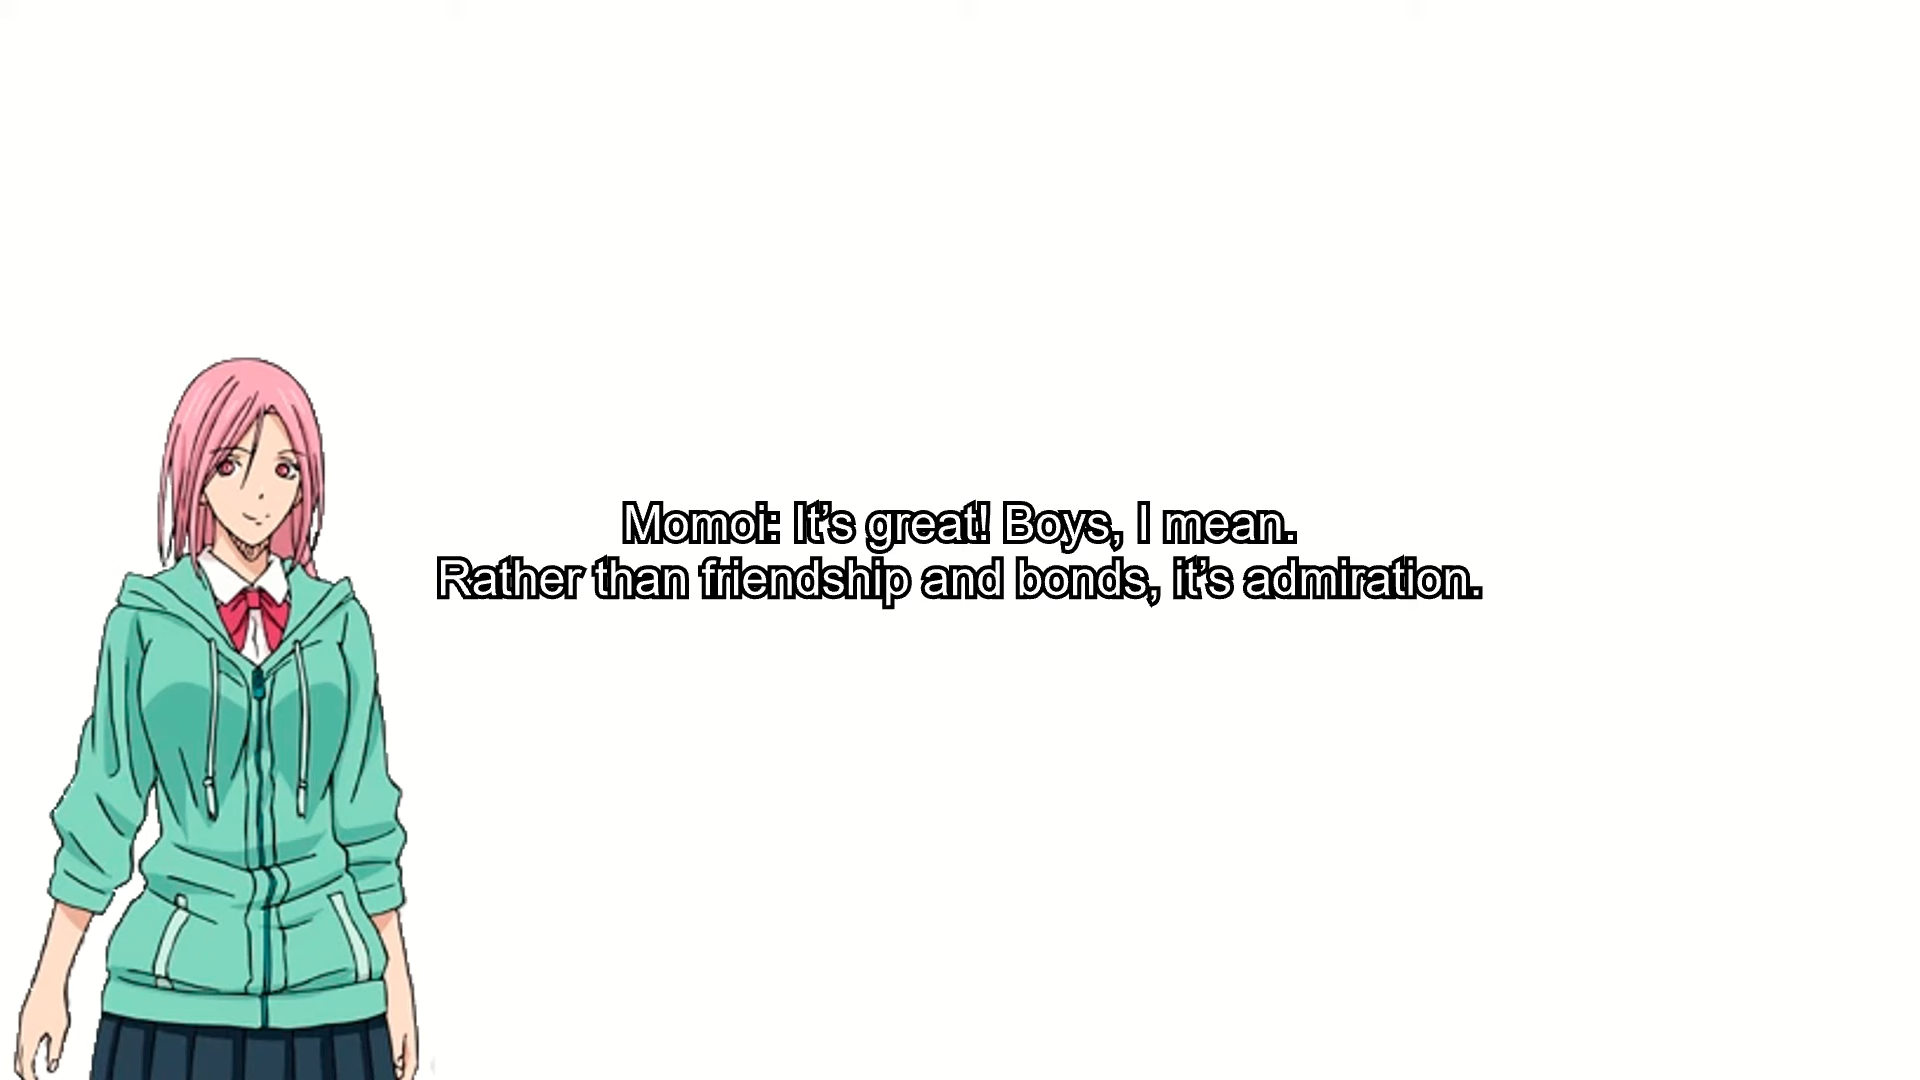 Momoi: It's great! Boys, I mean.
Rather than friendship and bonds, it's admiration.